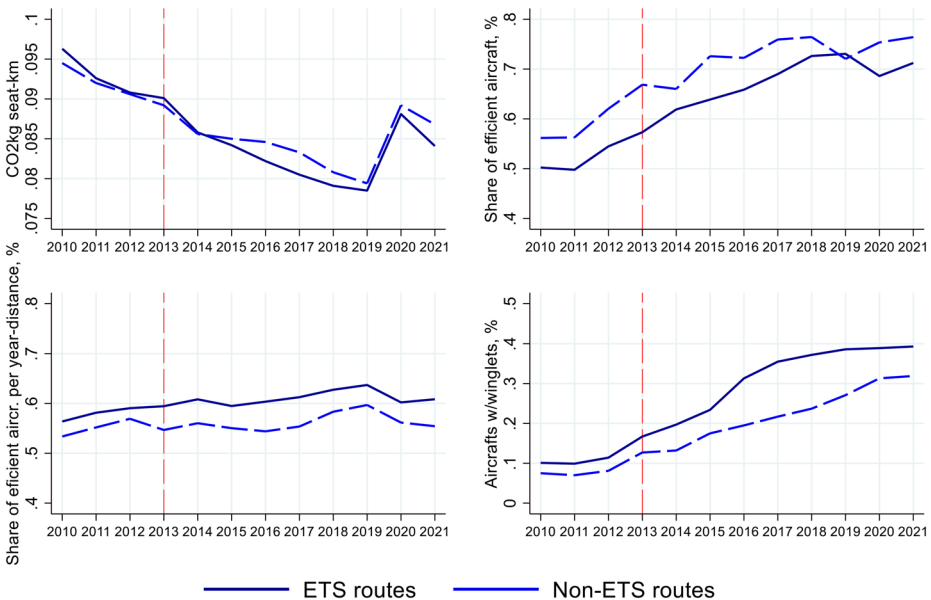 CO2kg seat-km
.1
.095
.09
.085
.08
.075
2010 2011 2012 2013 2014 2015 2016 2017 2018 2019 2020 2021
Share of efficient aircraft, %
.8
.7
.6
.5
.4
2010 2011 2012 2013 2014 2015 2016 2017 2018 2019 2020 2021
Share of eficient aircr. per year-distance, %
.8
.7
.6
.5
.4
2010 2011 2012 2013 2014 2015 2016 2017 2018 2019 2020 2021
Aircrafts w/winglets, %
.5
.4
.3
.2
.1
0
2010 2011 2012 2013 2014 2015 2016 2017 2018 2019 2020 2021
ETS routes
Non-ETS routes